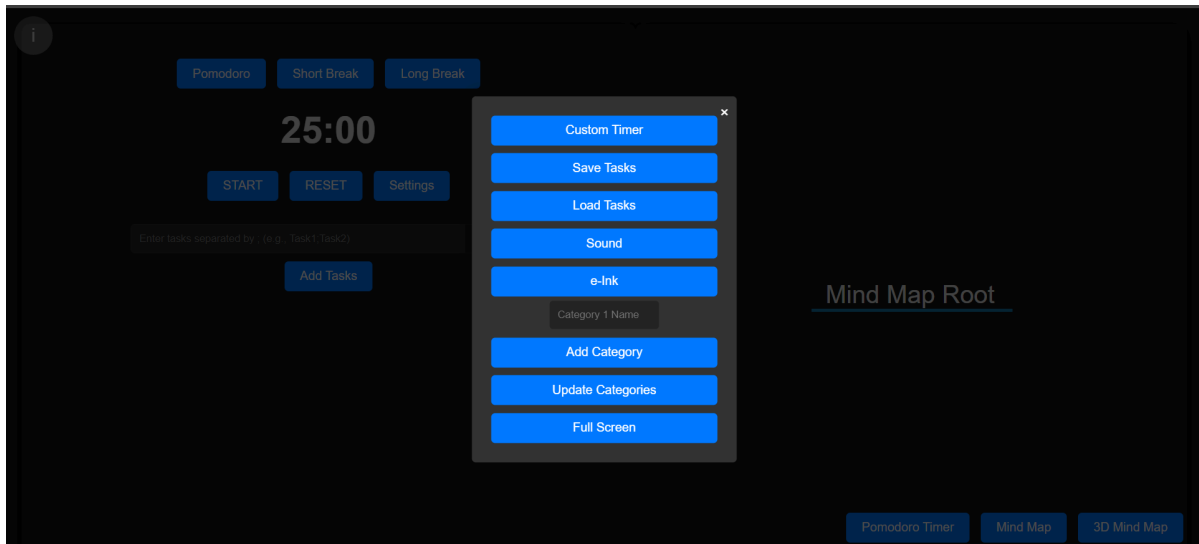 i
Pomodoro Short Break Long Break
25:00
START RESET Settings
Enter tasks separated by , (e.g., Task1,Task2)
Add Tasks
×
Custom Timer
Save Tasks
Load Tasks
Sound
e-Ink
Category 1 Name
Add Category
Update Categories
Full Screen
Mind Map Root
Pomodoro Timer Mind Map 3D Mind Map